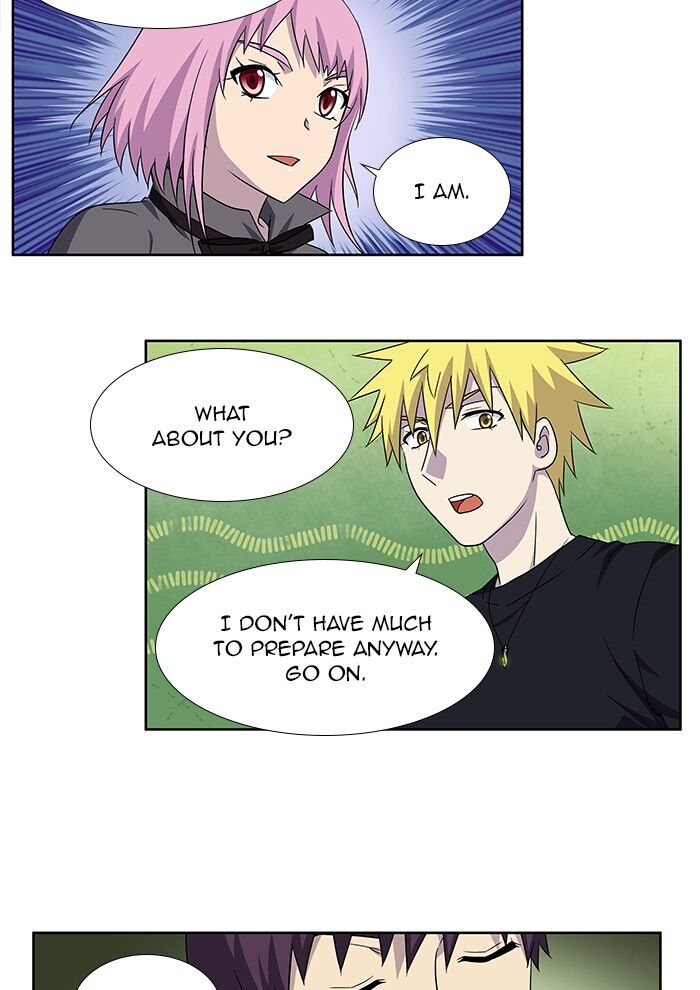 I AM.
WHAT
ABOUT YOU?
I DON'T HAVE MUCH
TO PREPARE ANYWAY.
GO ON.